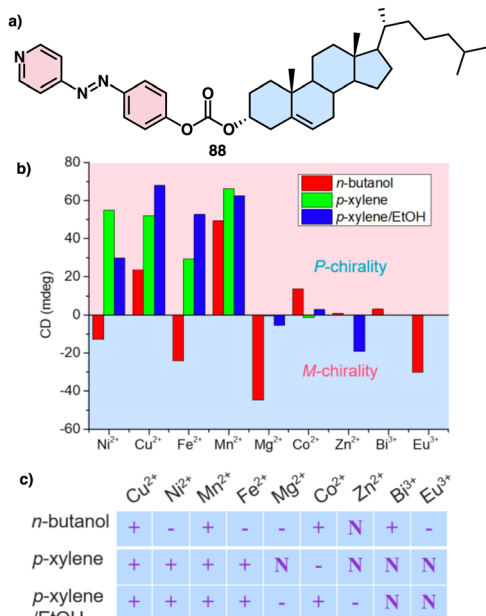 a)
N
N
N
O
O
O
88
b)
80
60
40
20
0
-20
-40
-60
CD (mdeg)
n-butanol
p-xylene
p-xylene/EtOH
P-chirality
M-chirality
Ni²⁺ Cu²⁺ Fe²⁺ Mn²⁺ Mg²⁺ Co²⁺ Zn²⁺ Bi³⁺ Eu³⁺
c)
Cu²⁺ Ni²⁺ Mn²⁺ Fe²⁺ Mg²⁺ Co²⁺ Zn²⁺ Bi³⁺ Eu³⁺
n-butanol + - + - - + N + -
p-xylene + + + + N - N N N
p-xylene + + + + - + - N N
/EtOH